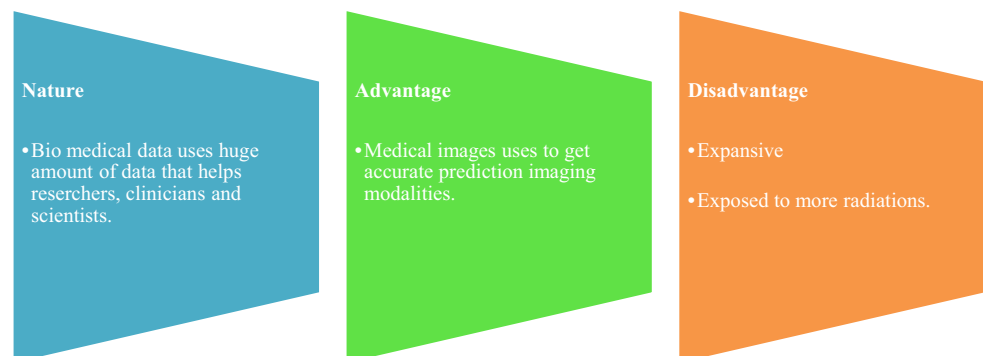 Nature
•Bio medical data uses huge
amount of data that helps
reserchers, clinicians and
scientists.
Advantage
•Medical images uses to get
accurate prediction imaging
modalities.
Disadvantage
•Expansive
•Exposed to more radiations.